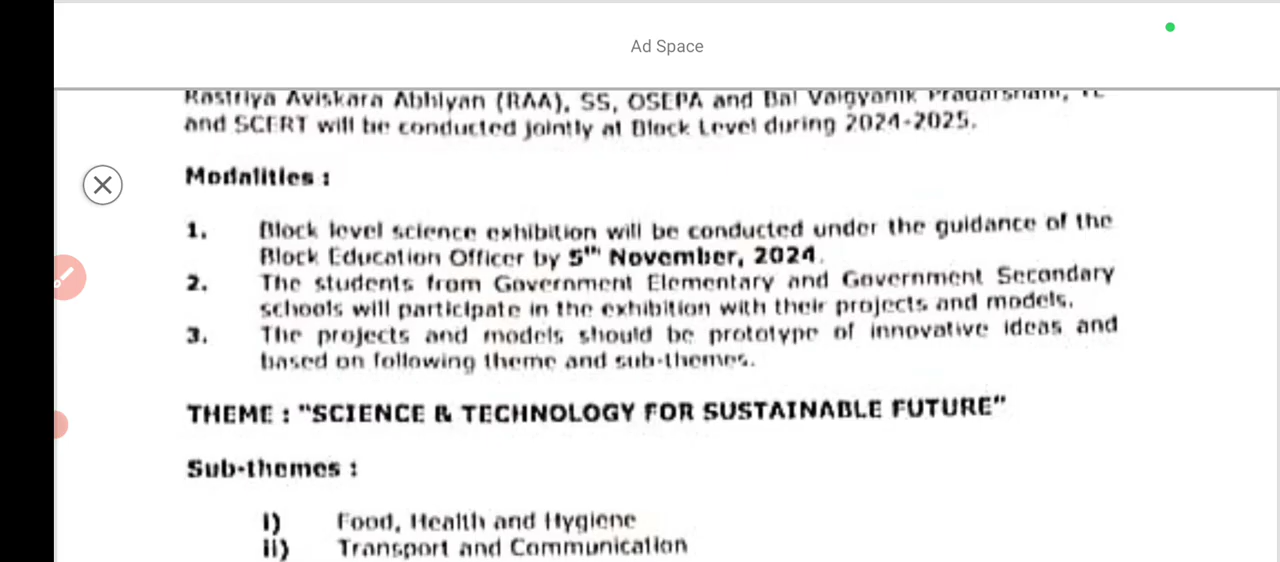 Ad Space
Rastriya Aviskara Abhiyan (RAA), SS, OSEPA and Bal Vaigyanik Pradarshani,
and SCERT will be conducted jointly at Block Level during 2024-2025.
Modalities :
1. Block level science exhibition will be conducted under the guidance of the
Block Education Officer by 5th November, 2024.
2. The students from Government Elementary and Government Secondary
schools will participate in the exhibition with their projects and models.
3. The projects and models should be prototype of innovative ideas and
based on following theme and sub-themes.
THEME : "SCIENCE & TECHNOLOGY FOR SUSTAINABLE FUTURE"
Sub-themes :
i) Food, Health and Hygiene
ii) Transport and Communication